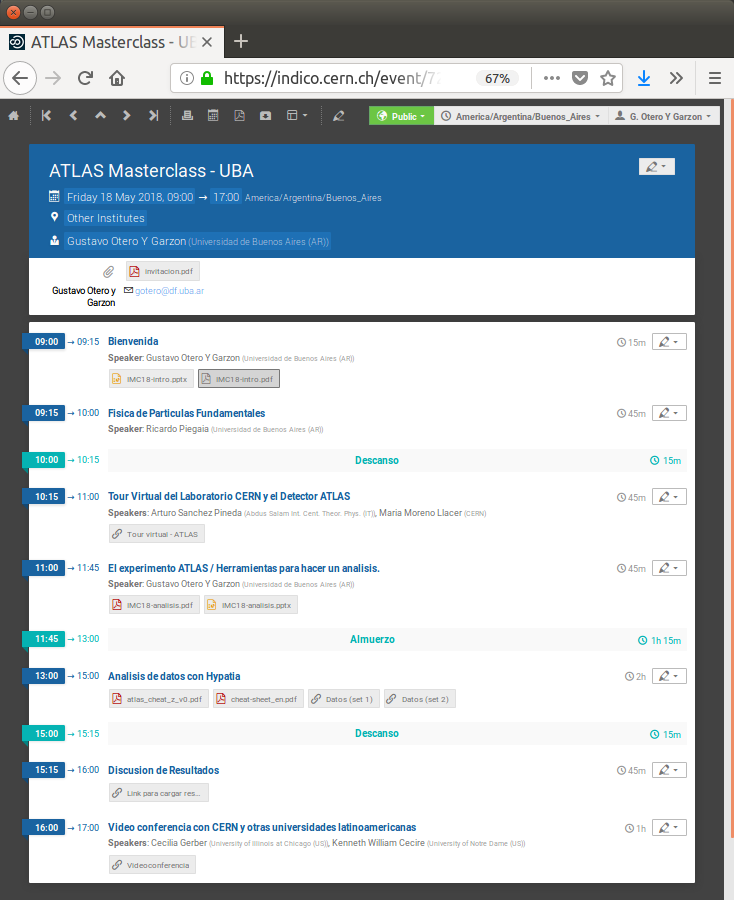 ATLAS Masterclass - UB
https://indico.cern.ch/event/7
67%
Public
America/Argentina/Buenos_Aires
G. Otero Y Garzon
ATLAS Masterclass - UBA
Friday 18 May 2018, 09:00 → 17:00 America/Argentina/Buenos_Aires
Other Institutes
Gustavo Otero Y Garzon (Universidad de Buenos Aires (AR))
invitacion.pdf
Gustavo Otero y Garzon
gotero@df.uba.ar
09:00 → 09:15 Bienvenida 15m
Speaker: Gustavo Otero Y Garzon (Universidad de Buenos Aires (AR))
IMC18-intro.pptx IMC18-intro.pdf
09:15 → 10:00 Fisica de Particulas Fundamentales 45m
Speaker: Ricardo Piegaia (Universidad de Buenos Aires (AR))
10:00 → 10:15 Descanso 15m
10:15 → 11:00 Tour Virtual del Laboratorio CERN y el Detector ATLAS 45m
Speakers: Arturo Sanchez Pineda (Abdus Salam Int. Cent. Theor. Phys. (IT)), Maria Moreno Llacer (CERN)
Tour virtual - ATLAS
11:00 → 11:45 El experimento ATLAS / Herramientas para hacer un analisis. 45m
Speaker: Gustavo Otero Y Garzon (Universidad de Buenos Aires (AR))
IMC18-analisis.pdf IMC18-analisis.pptx
11:45 → 13:00 Almuerzo 1h 15m
13:00 → 15:00 Analisis de datos con Hypatia 2h
atlas_cheat_z_v0.pdf cheat-sheet_en.pdf Datos (set 1) Datos (set 2)
15:00 → 15:15 Descanso 15m
15:15 → 16:00 Discusion de Resultados 45m
Link para cargar res...
16:00 → 17:00 Video conferencia con CERN y otras universidades latinoamericanas 1h
Speakers: Cecilia Gerber (University of Illinois at Chicago (US)), Kenneth William Cecire (University of Notre Dame (US))
Videoconferencia